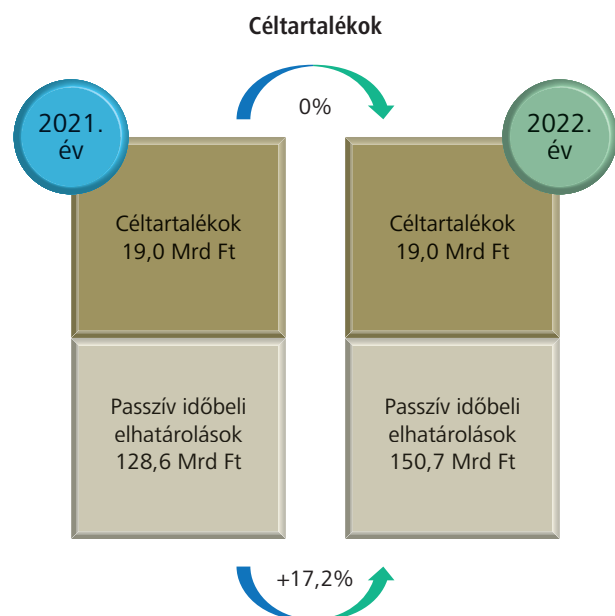 Céltartalékok
0%
2021.
év
2022.
év
Céltartalékok
19,0 Mrd Ft
Céltartalékok
19,0 Mrd Ft
Passzív időbeli
elhatárolások
128,6 Mrd Ft
Passzív időbeli
elhatárolások
150,7 Mrd Ft
+17,2%